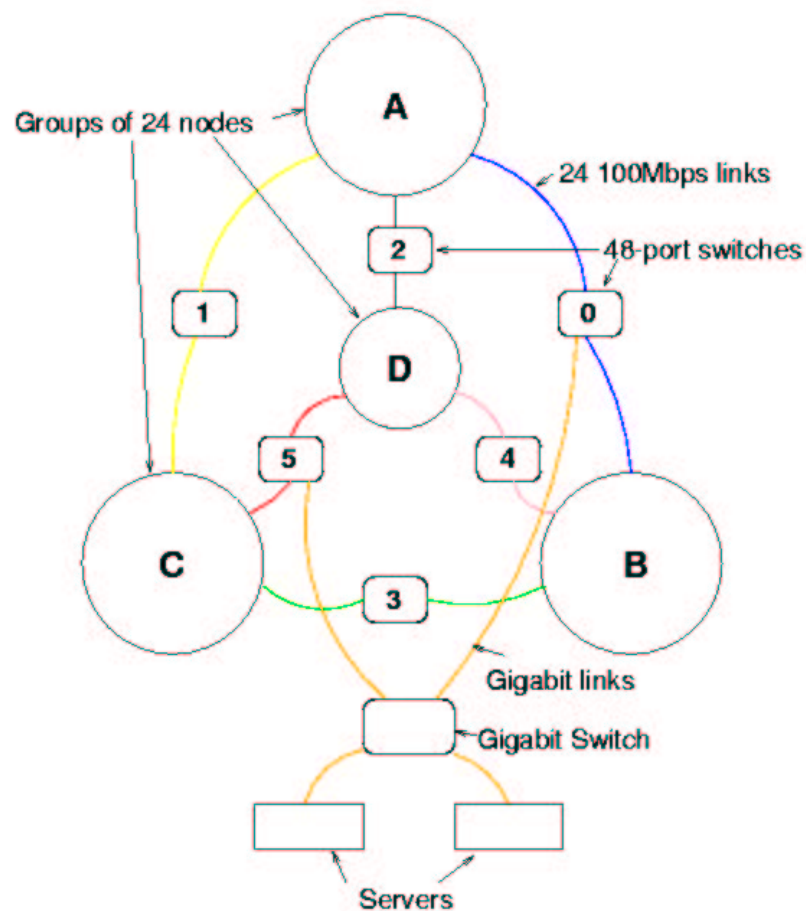 A
Groups of 24 nodes
24 100Mbps links
2
48-port switches
1
0
D
5
4
C
B
3
Gigabit links
Gigabit Switch
Servers